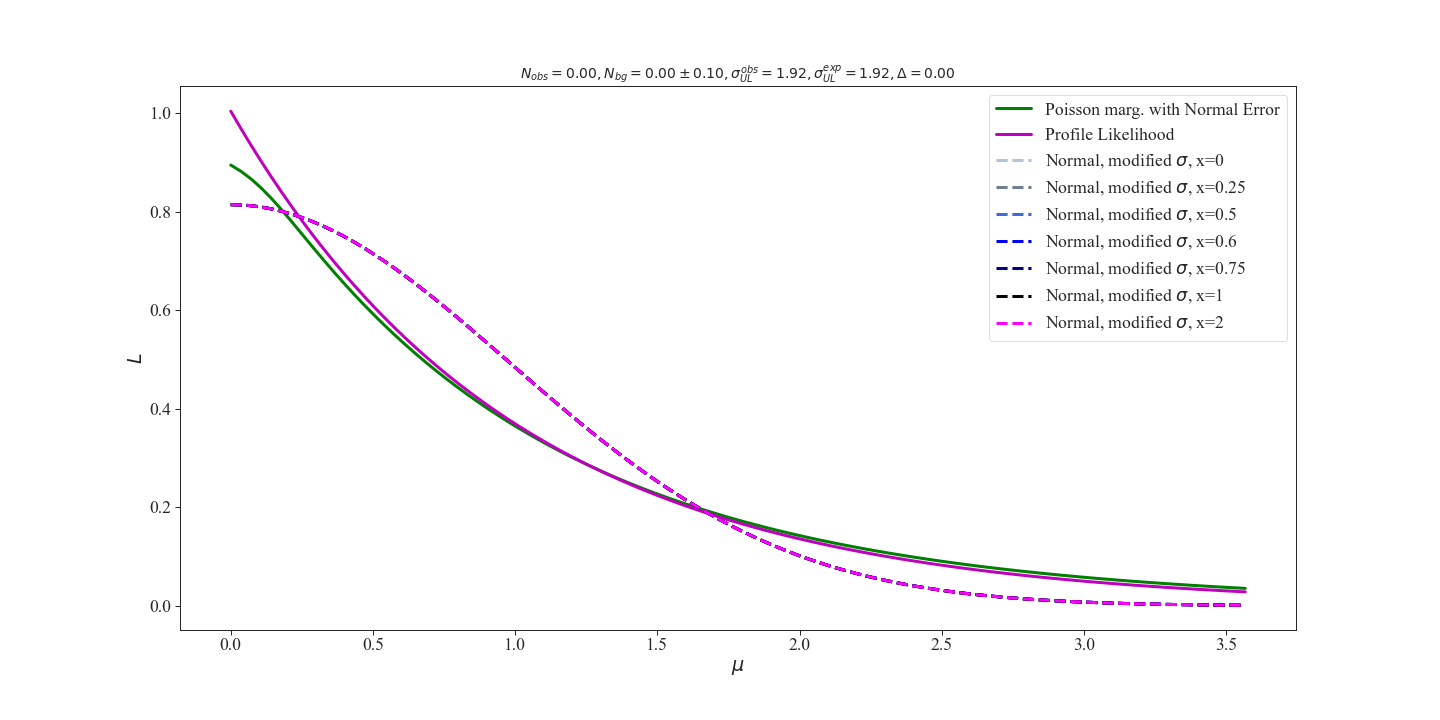 N_obs = 0.00, N_bg = 0.00 ± 0.10, σ_UL^obs = 1.92, σ_UL^exp = 1.92, Δ = 0.00
1.0
0.8
0.6
0.4
0.2
0.0
L
Poisson marg. with Normal Error
Profile Likelihood
Normal, modified σ, x=0
Normal, modified σ, x=0.25
Normal, modified σ, x=0.5
Normal, modified σ, x=0.6
Normal, modified σ, x=0.75
Normal, modified σ, x=1
Normal, modified σ, x=2
0.0 0.5 1.0 1.5 2.0 2.5 3.0 3.5
μ